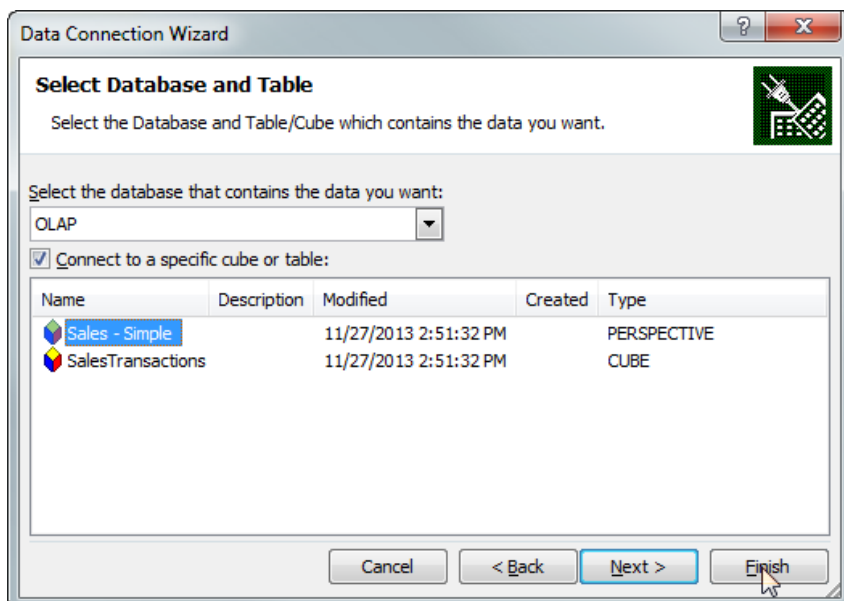 Data Connection Wizard
Select Database and Table
Select the Database and Table/Cube which contains the data you want.
Select the database that contains the data you want:
OLAP
Connect to a specific cube or table:
Name Description Modified Created Type
Sales - Simple 11/27/2013 2:51:32 PM PERSPECTIVE
SalesTransactions 11/27/2013 2:51:32 PM CUBE
Cancel < Back Next > Finish